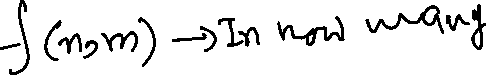 f(n,m) → In how many